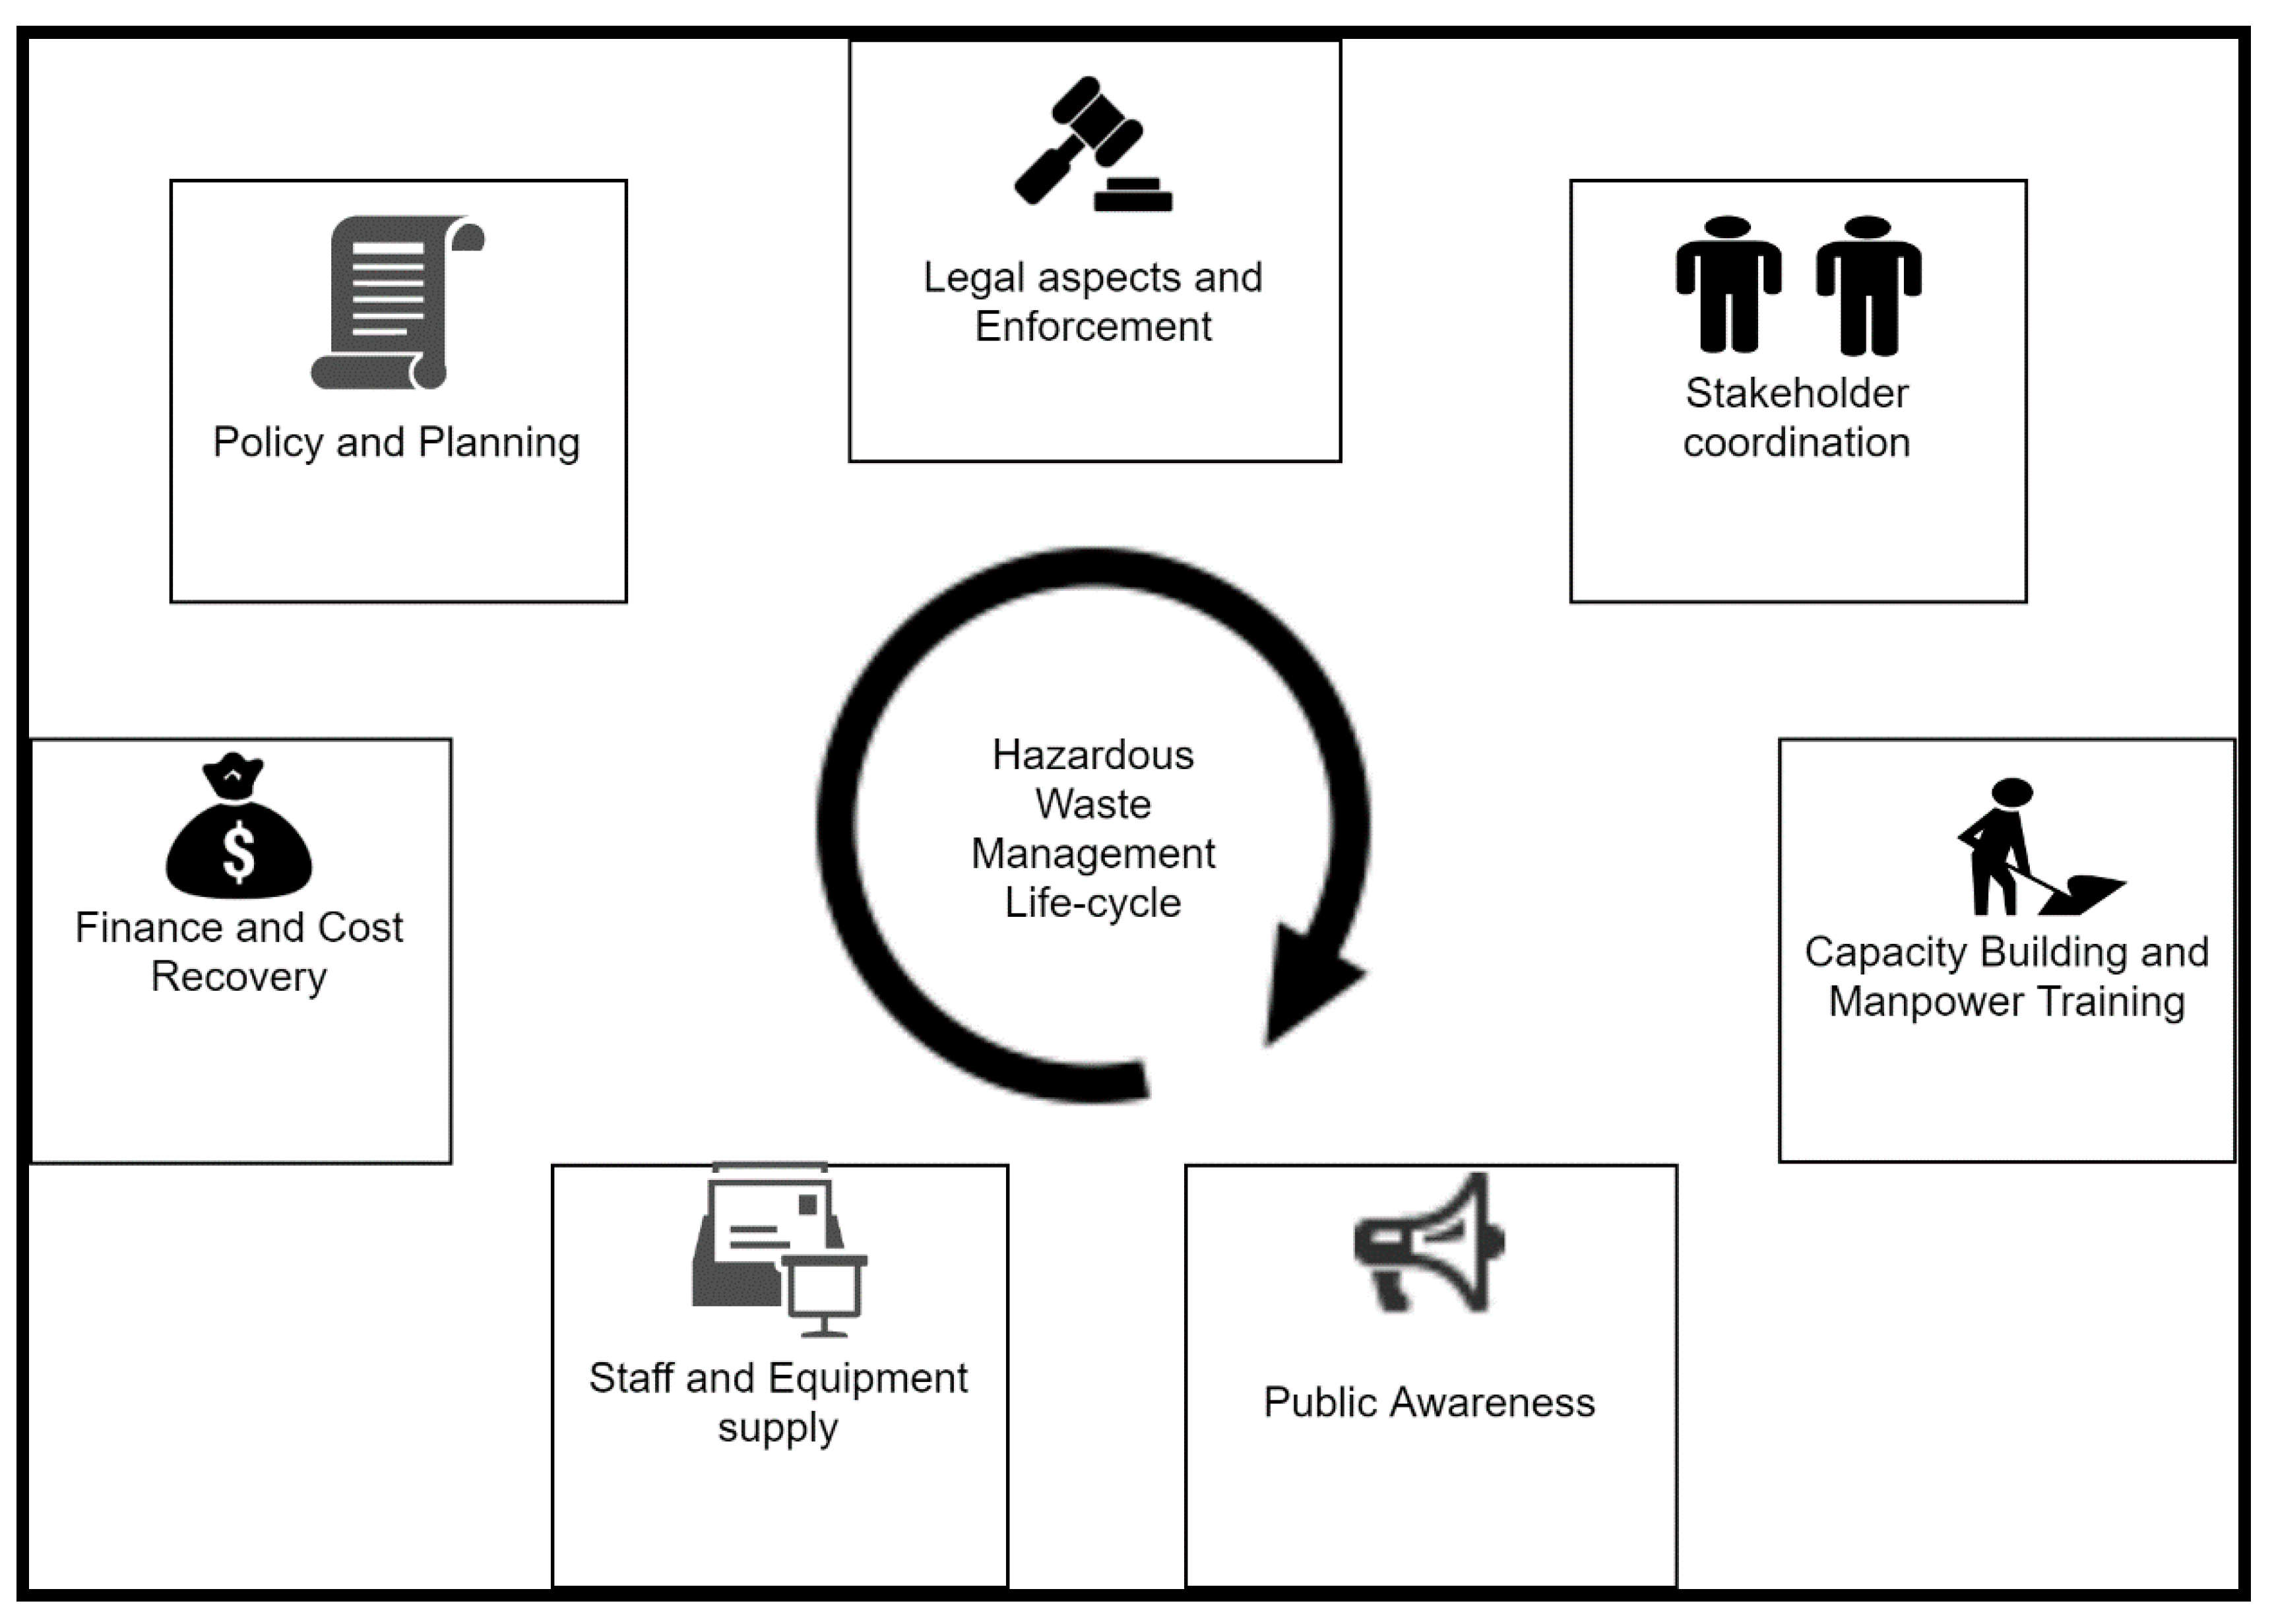 Legal aspects and
Enforcement
Policy and Planning
Stakeholder
coordination
Hazardous
Waste
Management
Life-cycle
$
Finance and Cost
Recovery
Capacity Building and
Manpower Training
Staff and Equipment
supply
Public Awareness